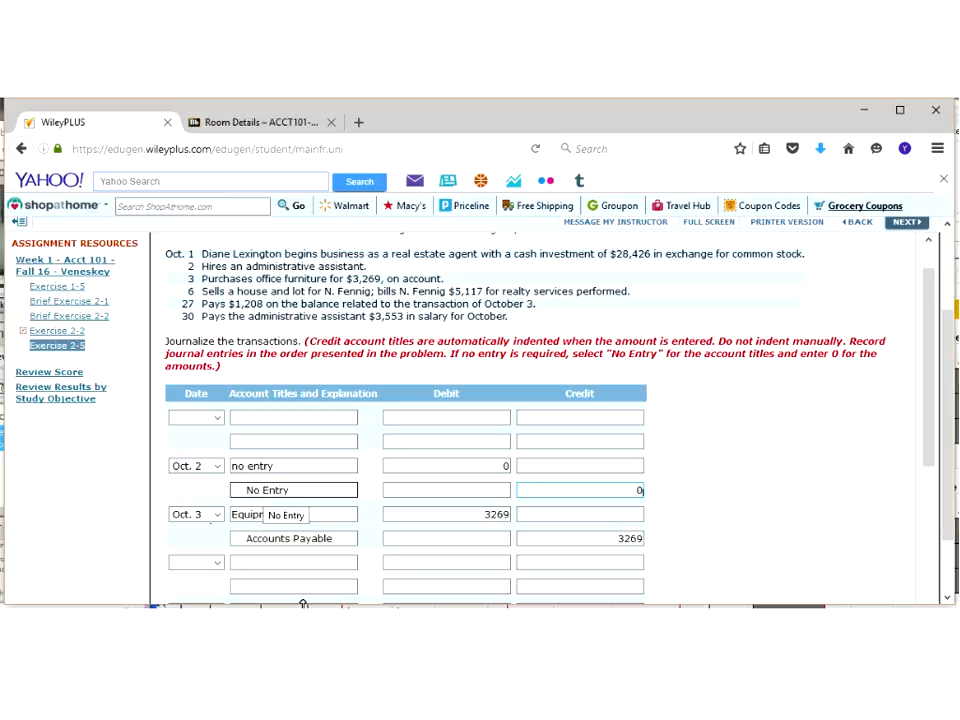 WileyPLUS
Bb Room Details – ACCT101-...
https://edugen.wileyplus.com/edugen/student/mainfr.uni
Search
YAHOO! Yahoo Search Search
shopathome Search ShopAtHome.com Go Walmart Macy's Priceline Free Shipping Groupon Travel Hub Coupon Codes Grocery Coupons
MESSAGE MY INSTRUCTOR FULL SCREEN PRINTER VERSION BACK NEXT
ASSIGNMENT RESOURCES
Week 1 - Acct 101 -
Fall 16 - Veneskey
Exercise 1-5
Brief Exercise 2-1
Brief Exercise 2-2
Exercise 2-2
Exercise 2-5
Review Score
Review Results by
Study Objective
Oct. 1 Diane Lexington begins business as a real estate agent with a cash investment of $28,426 in exchange for common stock.
2 Hires an administrative assistant.
3 Purchases office furniture for $3,269, on account.
6 Sells a house and lot for N. Fennig; bills N. Fennig $5,117 for realty services performed.
27 Pays $1,208 on the balance related to the transaction of October 3.
30 Pays the administrative assistant $3,553 in salary for October.
Journalize the transactions. (Credit account titles are automatically indented when the amount is entered. Do not indent manually. Record
journal entries in the order presented in the problem. If no entry is required, select "No Entry" for the account titles and enter 0 for the
amounts.)
Date Account Titles and Explanation Debit Credit
Oct. 2 no entry 0
No Entry 0
Oct. 3 Equipr No Entry 3269
Accounts Payable 3269